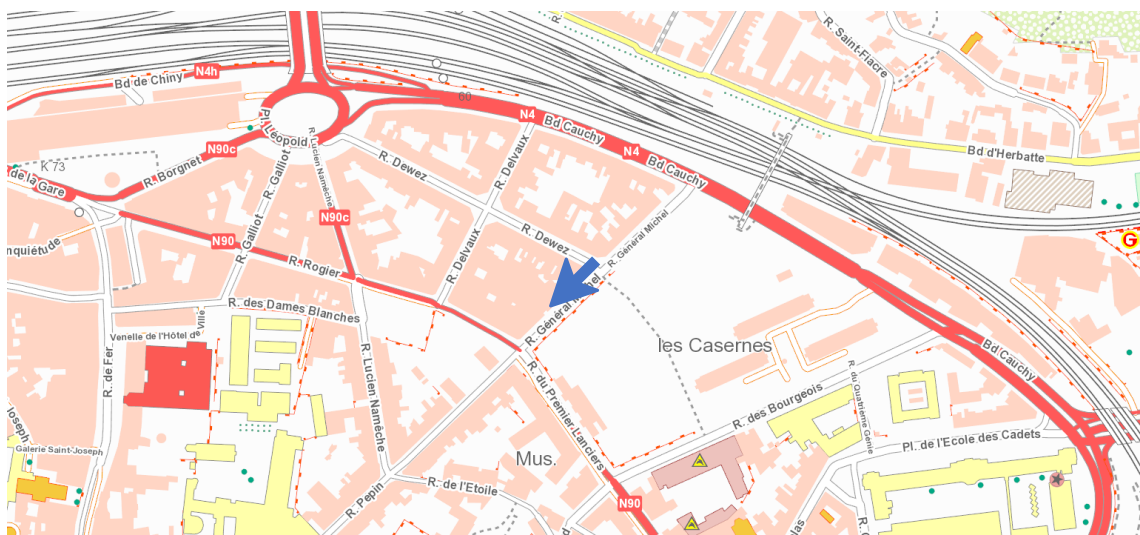 R. Saint-Fiacre
N4h
Bd de Chiny
60
N4
Bd Cauchy
N4
Bd Cauchy
Pl. Léopold
N90c
R. Lucien Namêche
R. Dewez
R. Delvaux
Bd d'Herbatte
K 73
R. Borgnet
R. Galliot
de la Gare
N90c
N90
R. Galliot
R. Rogier
R. Delvaux
R. Dewez
R. Général Michel
G
nquiétude
R. des Dames Blanches
R. Général
Venelle de l'Hôtel de Ville
les Casernes
Bd Cauchy
R. de Fer
R. Lucien Namêche
R. du Premier Lanciers
R. du Quatrième Génie
R. des Bourgeois
Joseph
Galerie Saint-Joseph
Mus.
Pl. de l'Ecole des Cadets
R. de l'Etoile
R. Pepin
N90